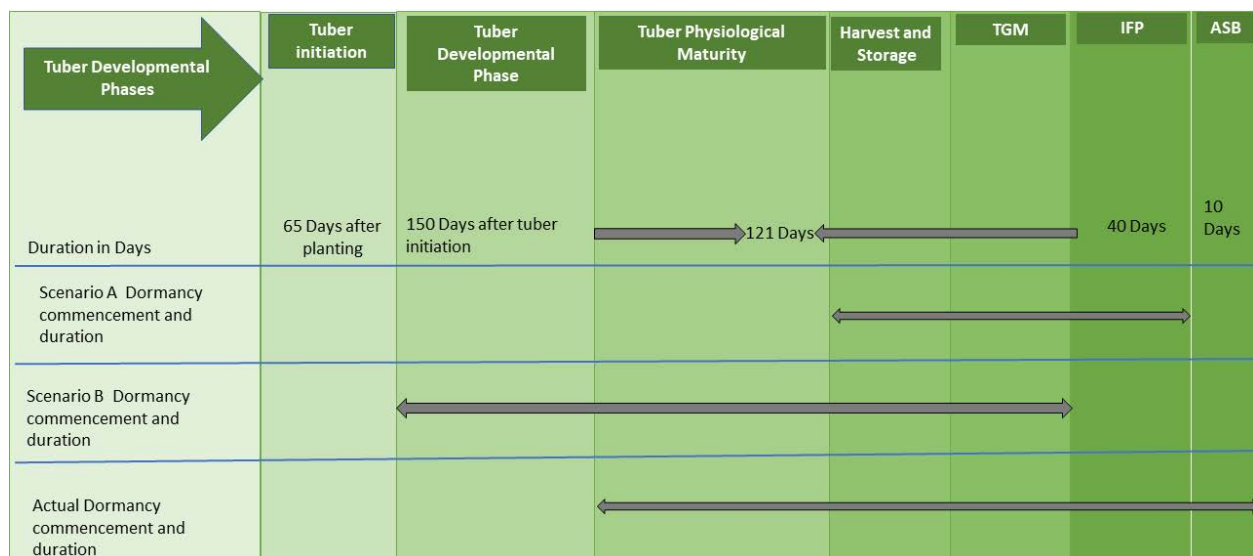 Tuber Developmental
Phases
Tuber
initiation
Tuber
Developmental
Phase
Tuber Physiological
Maturity
Harvest and
Storage
TGM
IFP
ASB
Duration in Days
65 Days after
planting
150 Days after tuber
initiation
121 Days
40 Days
10
Days
Scenario A  Dormancy
commencement and
duration
Scenario B  Dormancy
commencement and
duration
Actual Dormancy
commencement and
duration